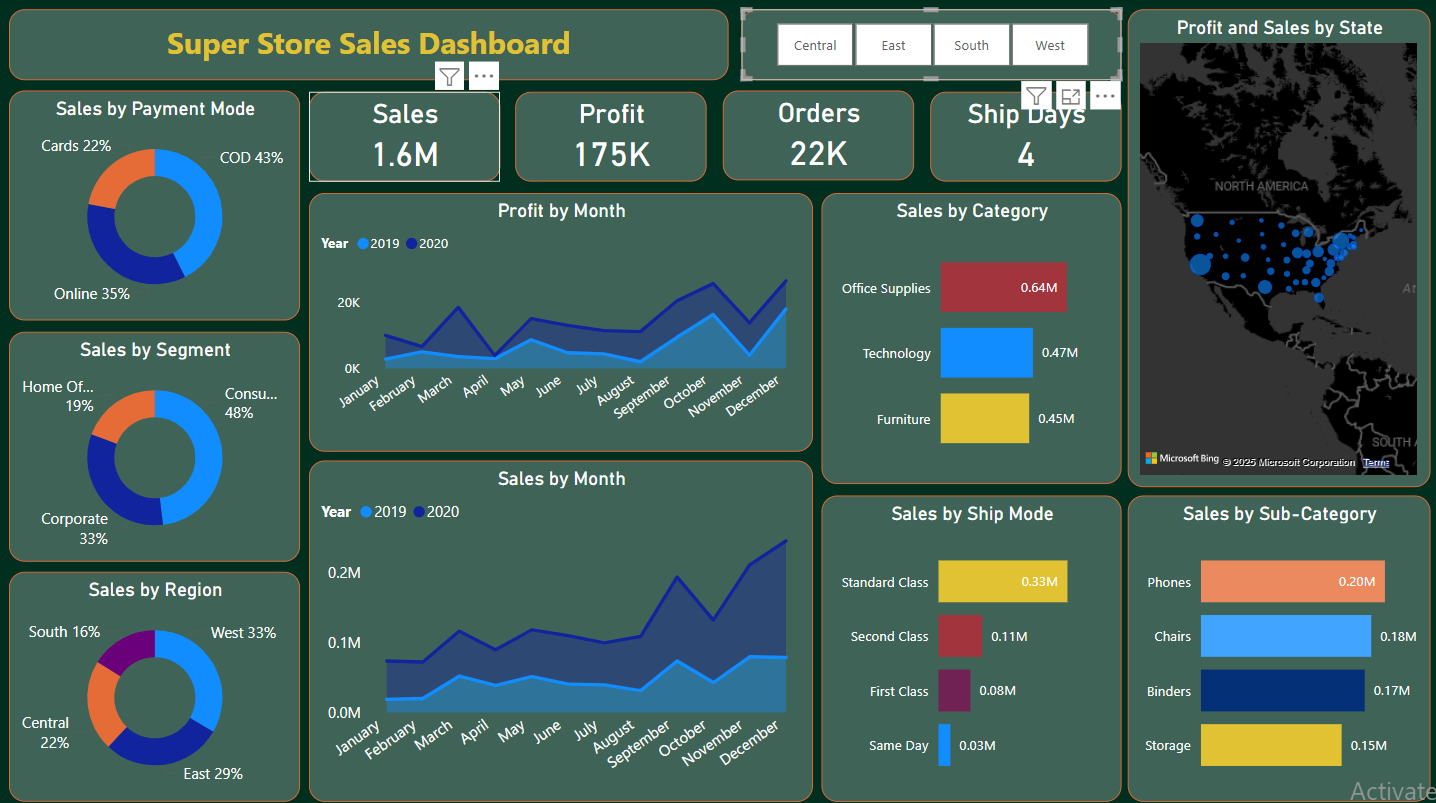 Super Store Sales Dashboard
Central
East
South
West
Profit and Sales by State
Sales by Payment Mode
Cards 22%
COD 43%
Online 35%
Sales
1.6M
Profit
175K
Orders
22K
Ship Days
4
NORTH AMERICA
At
SOUTH A
Microsoft Bing
© 2025 Microsoft Corporation
Terms
Profit by Month
Year 2019 2020
20K
0K
January
February
March
April
May
June
July
August
September
October
November
December
Sales by Category
Office Supplies 0.64M
Technology 0.47M
Furniture 0.45M
Sales by Segment
Home Of...
19%
Consu...
48%
Corporate
33%
Sales by Month
Year 2019 2020
0.2M
0.1M
0.0M
January
February
March
April
May
June
July
August
September
October
November
December
Sales by Ship Mode
Standard Class 0.33M
Second Class 0.11M
First Class 0.08M
Same Day 0.03M
Sales by Sub-Category
Phones 0.20M
Chairs 0.18M
Binders 0.17M
Storage 0.15M
Sales by Region
South 16%
West 33%
Central
22%
East 29%
Activate